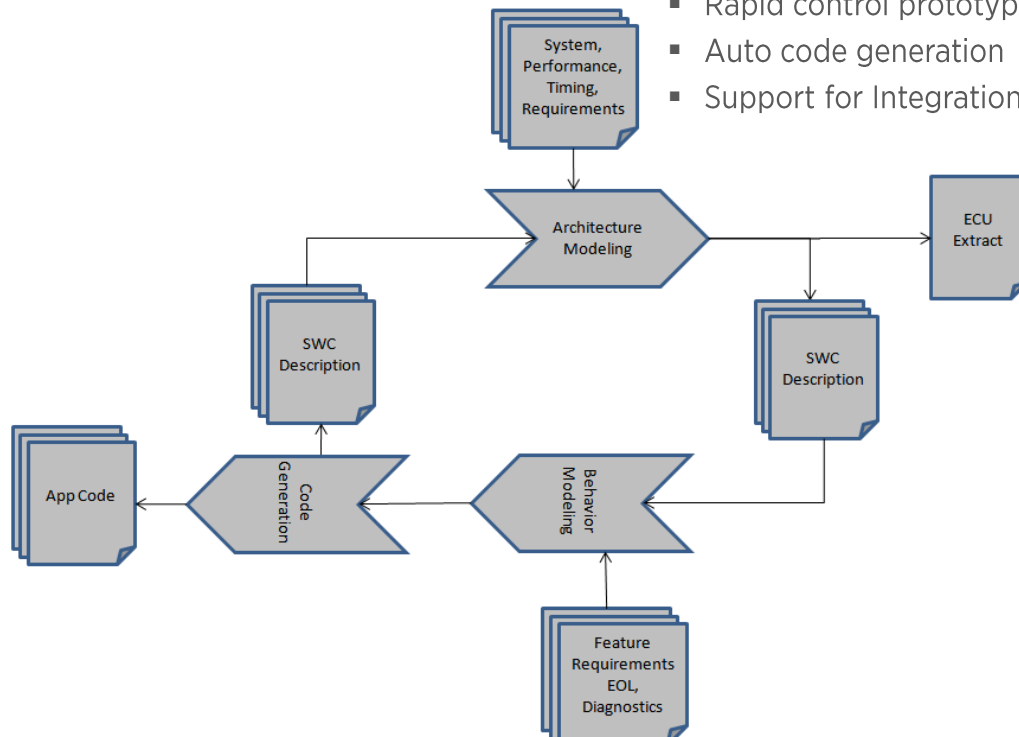 Rapid control
Auto code generation
Support for Integration
System,
Performance,
Timing,
Requirements
Architecture
Modeling
ECU
Extract
SWC
Description
SWC
Description
App Code
Code
Generation
Behavior
Modeling
Feature
Requirements
EOL,
Diagnostics